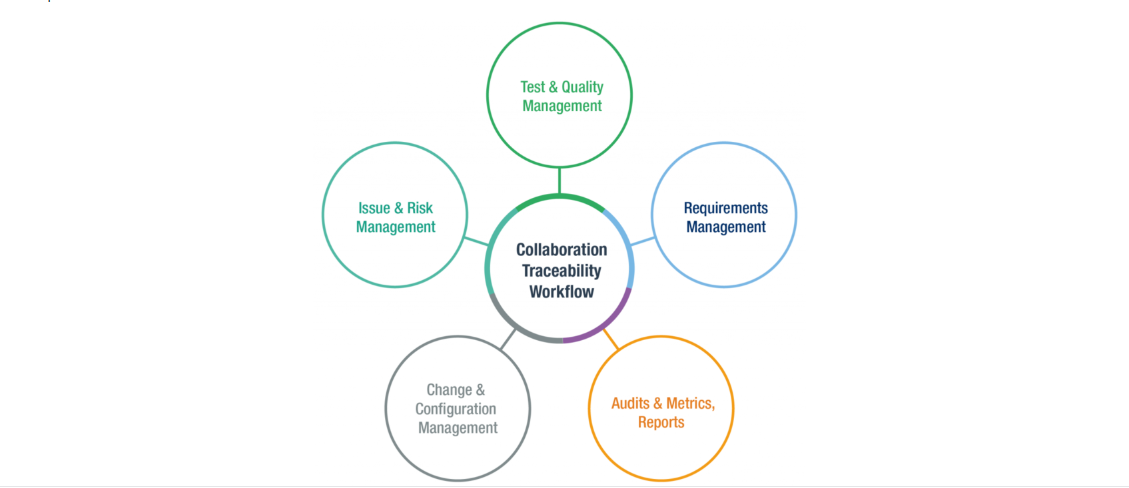 Test & Quality
Management
Issue & Risk
Management
Requirements
Management
Collaboration
Traceability
Workflow
Change &
Configuration
Management
Audits & Metrics,
Reports